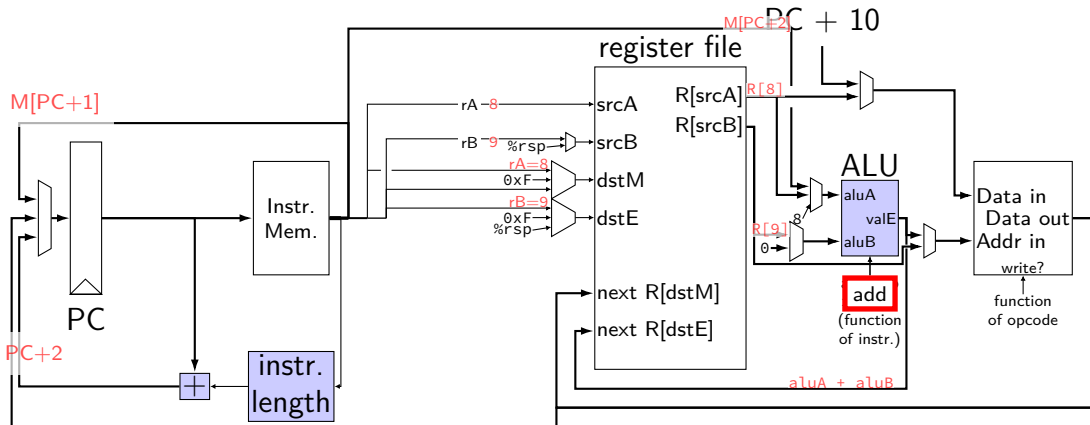 M[PC+2]
PC + 10
register file
M[PC+1]
rA 8
srcA
R[srcA]
R[8]
R[srcB]
rB 9
%rsp
srcB
rA=8
0xF
dstM
rB=9
0xF
%rsp
dstE
Instr.
Mem.
PC
PC+2
+
instr.
length
next R[dstM]
next R[dstE]
ALU
aluA
valE
aluB
8
R[9]
0
add
(function
of instr.)
aluA + aluB
Data in
Data out
Addr in
write?
function
of opcode